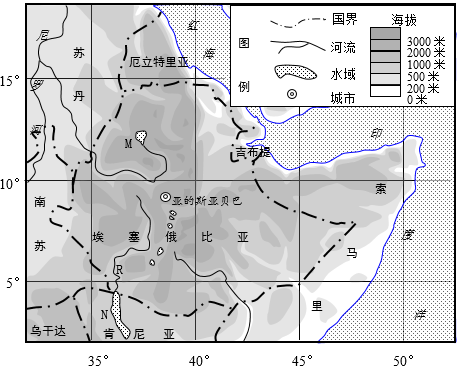 图
例
国界
河流
水域
城市
海拔
3000 米
2000 米
1000 米
500 米
200 米
0 米
尼
罗
河
红
海
苏
丹
厄立特里亚
15°
M
吉布提
印
10°
亚的斯亚贝巴
索
南
苏
埃 塞 俄 比 亚
度
马
5°
R
N
里
洋
乌干达
肯 尼 亚
35°
40°
45°
50°